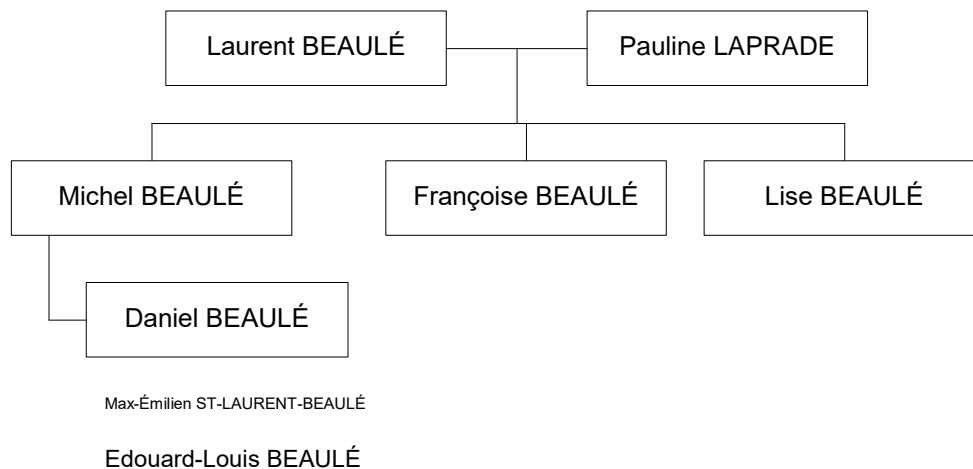 Laurent BEAULÉ
Pauline LAPRADE
Michel BEAULÉ
Françoise BEAULÉ
Lise BEAULÉ
Daniel BEAULÉ
Max-Émilien ST-LAURENT-BEAULÉ
Edouard-Louis BEAULÉ